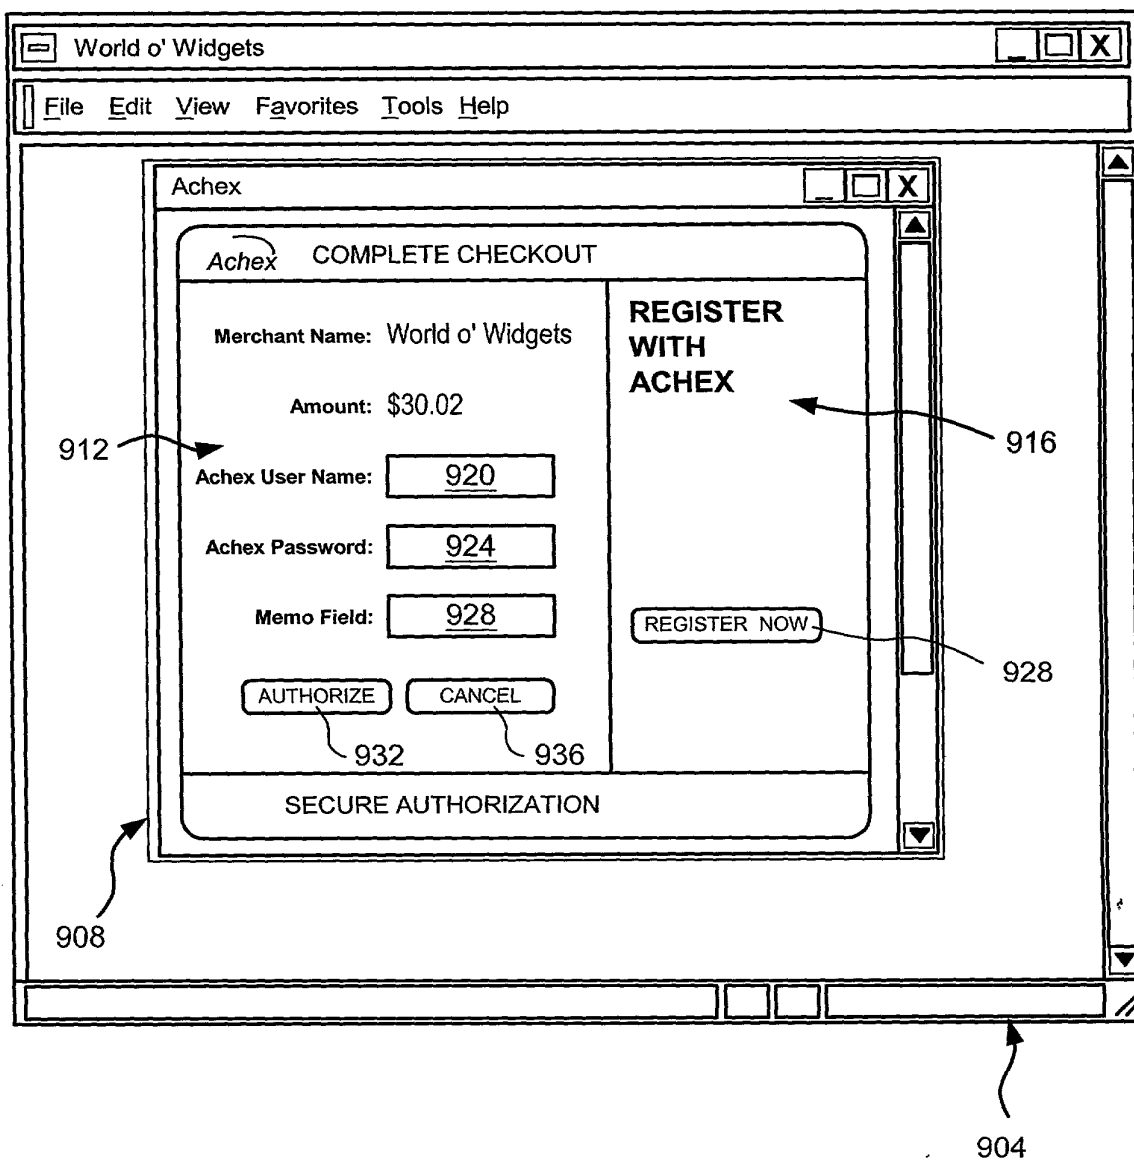 World o' Widgets
X
File Edit View Favorites Tools Help
Achex
X
Achex COMPLETE CHECKOUT
Merchant Name: World o' Widgets
Amount: $30.02
912
Achex User Name: 920
Achex Password: 924
Memo Field: 928
AUTHORIZE CANCEL
932 936
REGISTER
WITH
ACHEX
916
REGISTER NOW
928
SECURE AUTHORIZATION
908
904